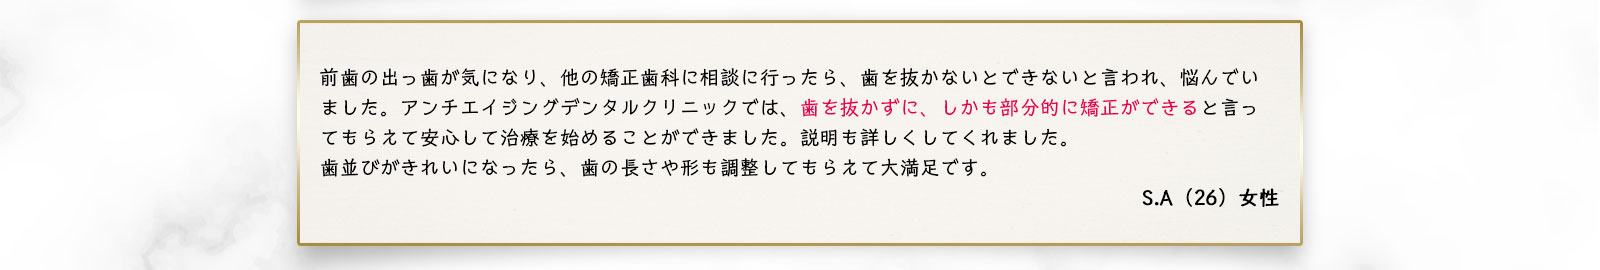 前歯の出っ歯が気になり、他の矯正歯科に相談に行ったら、歯を抜かないとできないと言われ、悩んでい
ました。アンチエイジングデンタルクリニックでは、歯を抜かずに、しかも部分的に矯正ができると言っ
てもらえて安心して治療を始めることができました。説明も詳しくしてくれました。
歯並びがきれいになったら、歯の長さや形も調整してもらえて大満足です。
S.A（26）女性